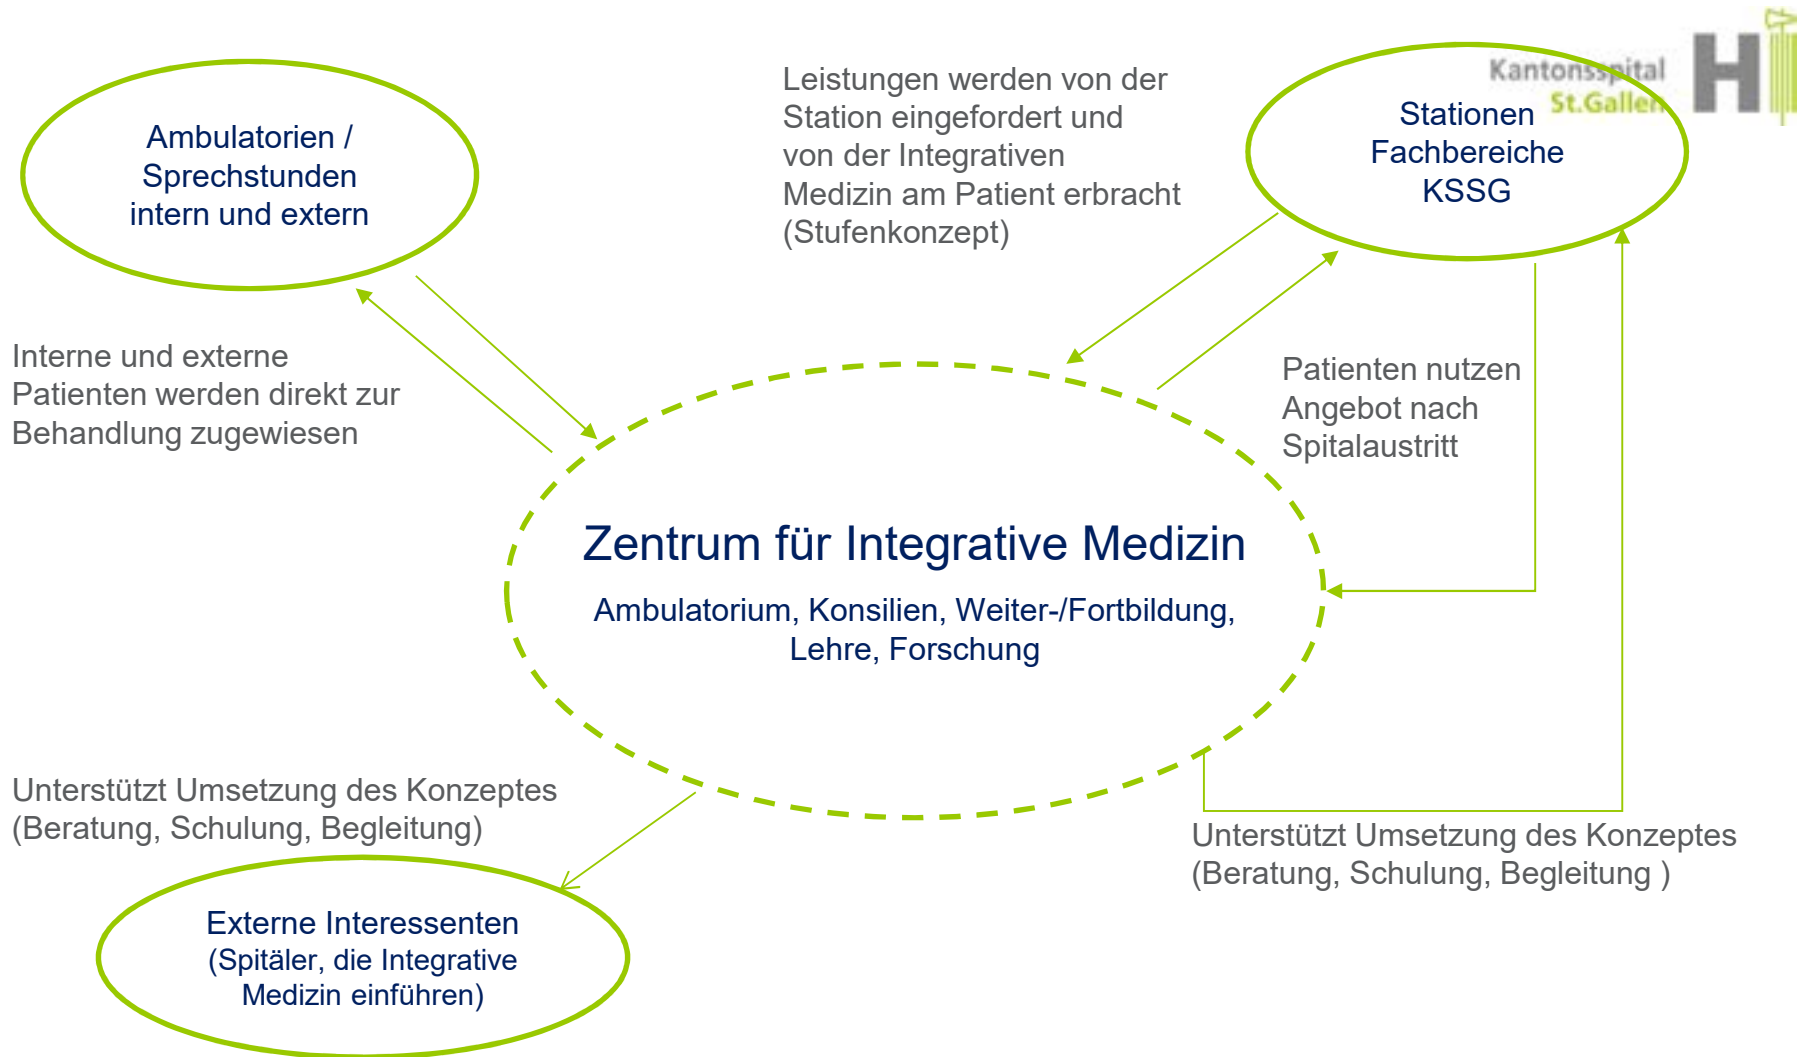 Kantonsspital
St.Gallen
Ambulatorien /
Sprechstunden
intern und extern
Leistungen werden von der
Station eingefordert und
von der Integrativen
Medizin am Patient erbracht
(Stufenkonzept)
Stationen
Fachbereiche
KSSG
Interne und externe
Patienten werden direkt zur
Behandlung zugewiesen
Patienten nutzen
Angebot nach
Spitalaustritt
Zentrum für Integrative Medizin
Ambulatorium, Konsilien, Weiter-/Fortbildung,
Lehre, Forschung
Unterstützt Umsetzung des Konzeptes
(Beratung, Schulung, Begleitung)
Unterstützt Umsetzung des Konzeptes
(Beratung, Schulung, Begleitung )
Externe Interessenten
(Spitäler, die Integrative
Medizin einführen)